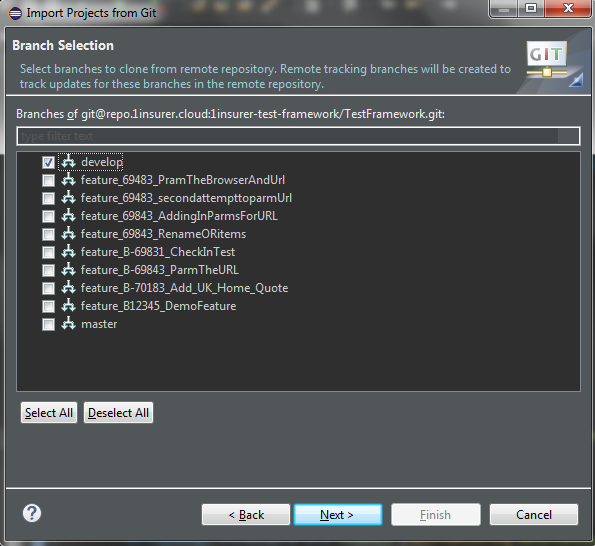 Import Projects from Git
Branch Selection
GIT
Select branches to clone from remote repository. Remote tracking branches will be created to
track updates for these branches in the remote repository.
Branches of git@repo.1insurer.cloud:1insurer-test-framework/TestFramework.git:
type filter text
develop
feature_69483_PramTheBrowserAndUrl
feature_69483_secondattempttoparmUrl
feature_69843_AddingInParmsForURL
feature_69843_RenameORitems
feature_B-69831_CheckInTest
feature_B-69843_ParmTheURL
feature_B-70183_Add_UK_Home_Quote
feature_B12345_DemoFeature
master
Select All Deselect All
? < Back Next > Finish Cancel